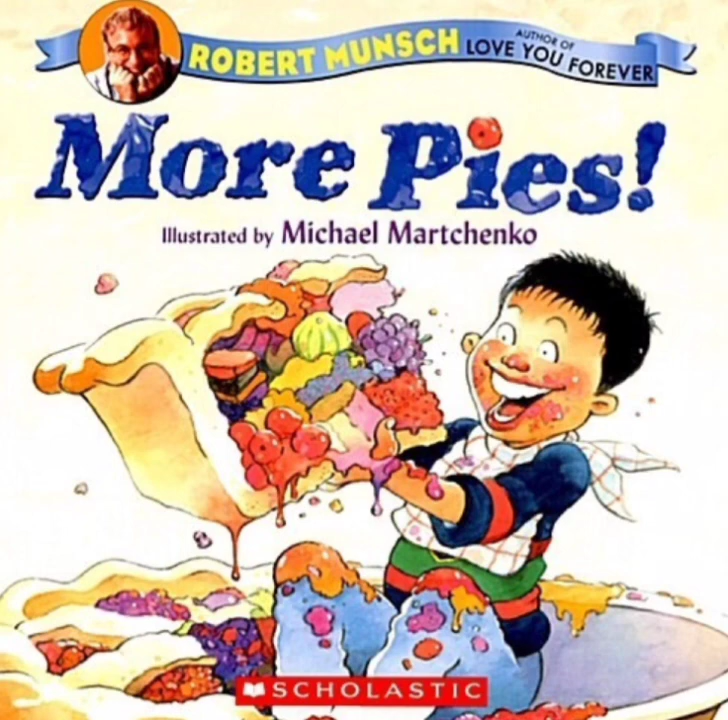 ROBERT MUNSCH
AUTHOR OF
LOVE YOU FOREVER
More Pies!
Illustrated by Michael Martchenko
SCHOLASTIC